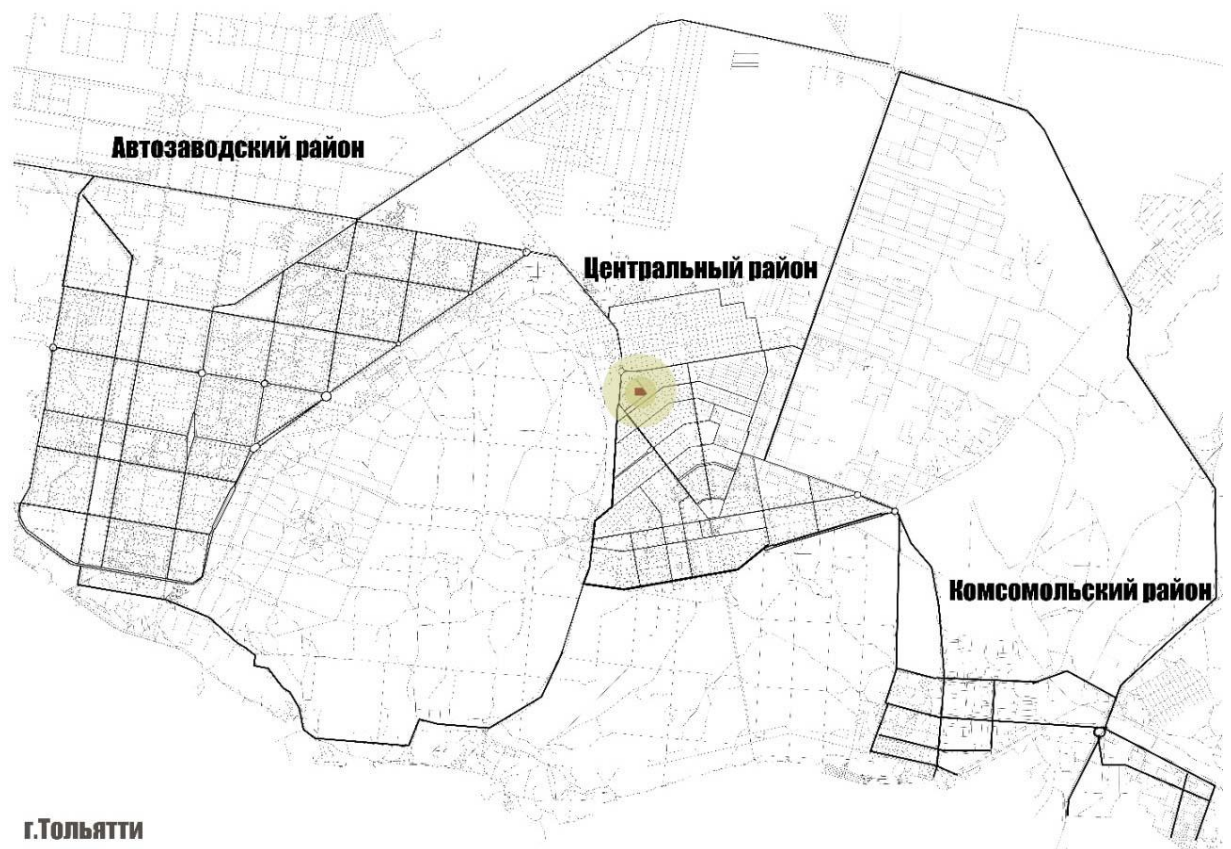 Автозаводский район
Центральный район
Комсомольский район
г.Тольятти